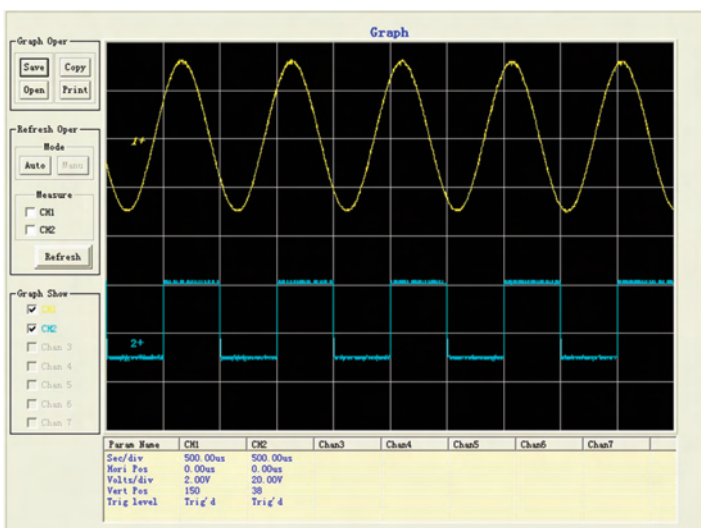 Graph
Graph Oper
Save Copy
Open Print
Refresh Oper
Mode
Auto Manu
Measure
CH1
CH2
Refresh
Graph Show
CH1
CH2
Chan 3
Chan 4
Chan 5
Chan 6
Chan 7
1+
2+
Param Name CH1 CH2 Chan3 Chan4 Chan5 Chan6 Chan7
Sec/div 500.00us 500.00us
Hori Pos 0.00us 0.00us
Volts/div 2.00V 20.00V
Vert Pos 150 38
Trig level Trig'd Trig'd